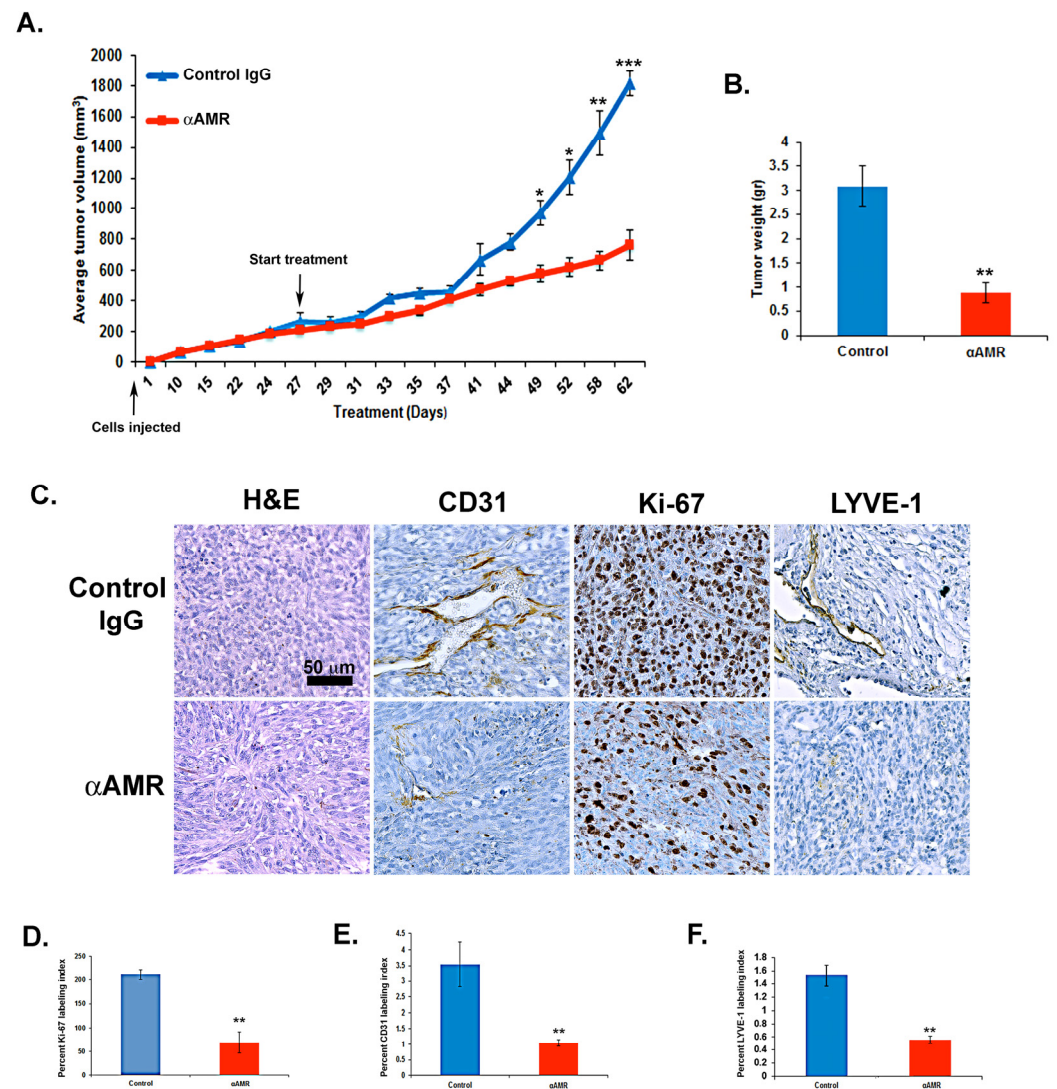 A.
2000
1800
1600
1400
1200
1000
800
600
400
200
0
Average tumor volume (mm³)
Control IgG
αAMR
Start treatment
*
*
**
***
1 10 15 22 24 27 29 31 33 35 37 41 44 49 52 58 62
Treatment (Days)
Cells injected
B.
4
3.5
3
2.5
2
1.5
1
0.5
0
Tumor weight (gr)
**
Control αAMR
C.
H&E CD31 Ki-67 LYVE-1
Control
IgG
50 μm
αAMR
D.
250
200
150
100
50
0
Percent Ki-67 labeling index
**
Control αAMR
E.
4.5
4
3.5
3
2.5
2
1.5
1
0.5
0
Percent CD31 labeling index
**
Control αAMR
F.
1.8
1.6
1.4
1.2
1
0.8
0.6
0.4
0.2
0
Percent LYVE-1 labeling index
**
Control αAMR